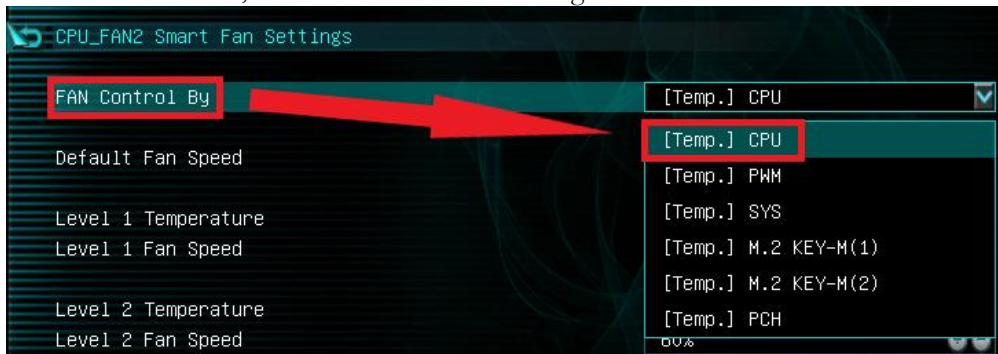 CPU_FAN2 Smart Fan Settings
FAN Control By [Temp.] CPU
[Temp.] CPU
Default Fan Speed
[Temp.] PWM
Level 1 Temperature [Temp.] SYS
Level 1 Fan Speed [Temp.] M.2 KEY-M(1)
[Temp.] M.2 KEY-M(2)
Level 2 Temperature [Temp.] PCH
Level 2 Fan Speed